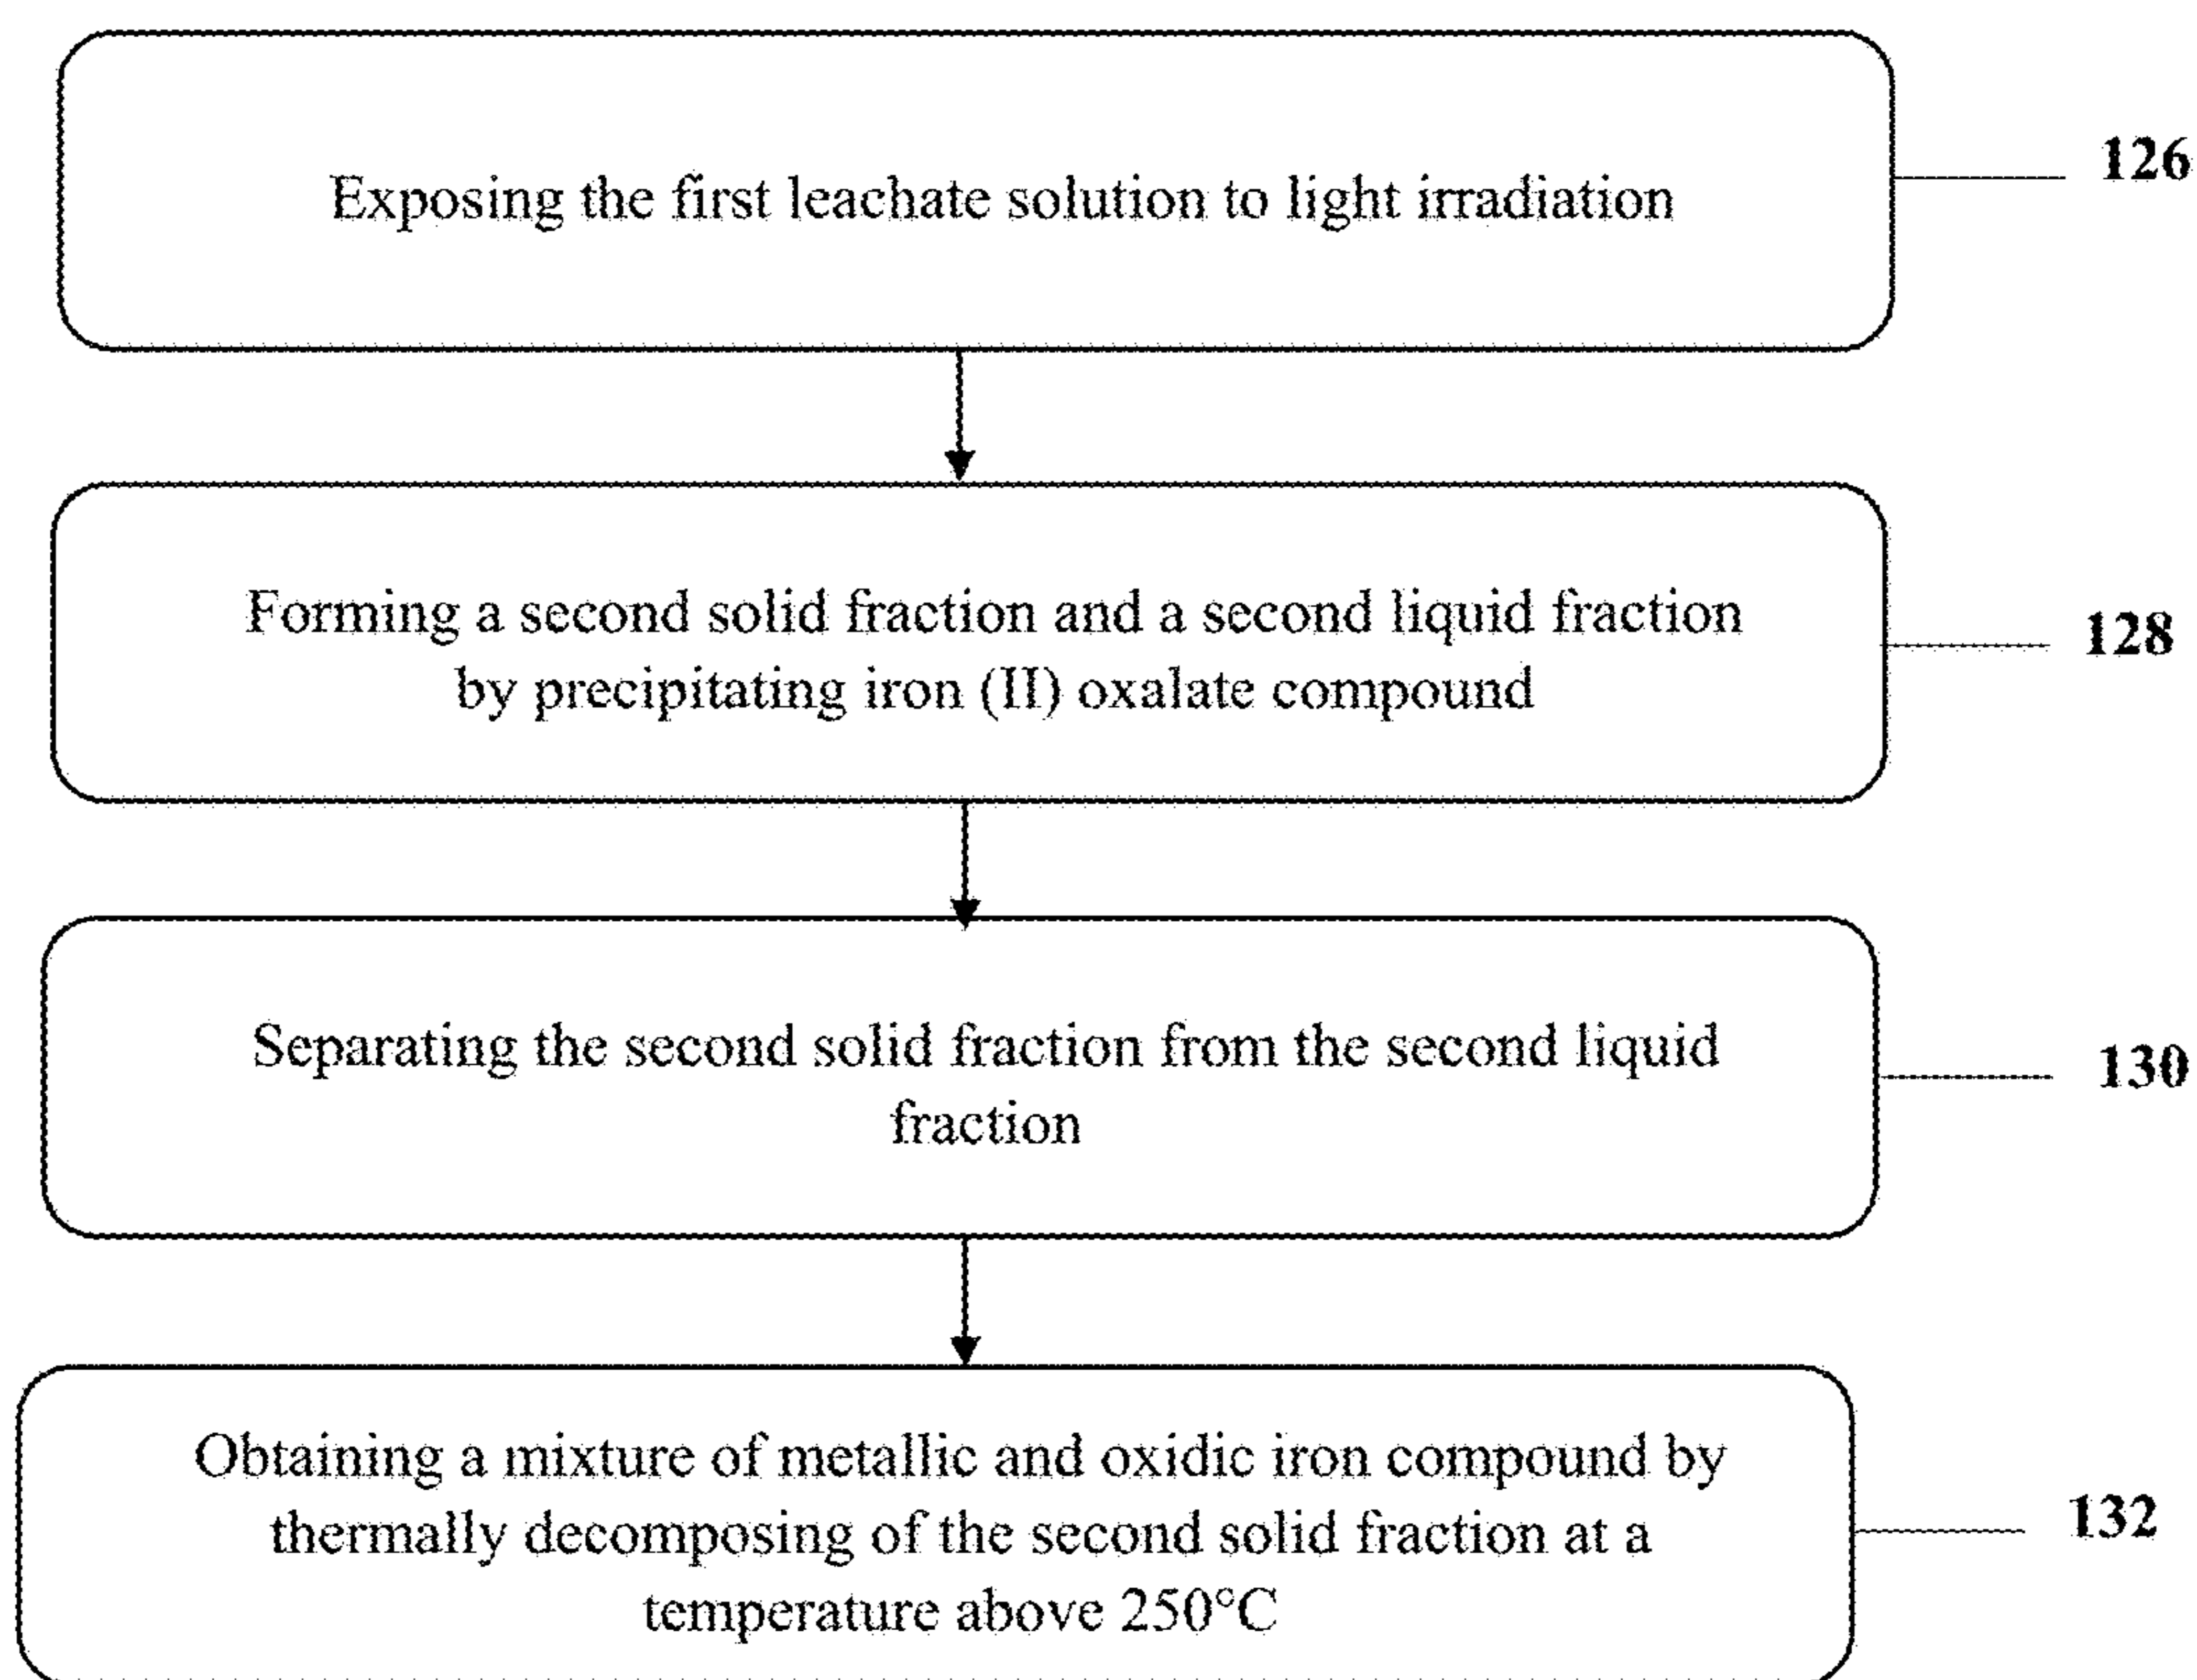 Exposing the first leachate solution to light irradiation
126
Forming a second solid fraction and a second liquid fraction
by precipitating iron (II) oxalate compound
128
Separating the second solid fraction from the second liquid
fraction
130
Obtaining a mixture of metallic and oxidic iron compound by
thermally decomposing of the second solid fraction at a
temperature above 250°C
132